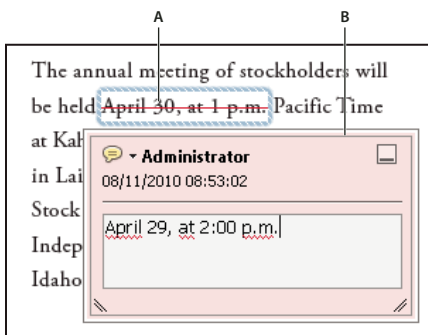 A B
The annual meeting of stockholders will
be held April 30, at 1 p.m. Pacific Time
at Kah
in Lai
Stock
Indep
Idaho
Administrator
08/11/2010 08:53:02
April 29, at 2:00 p.m.